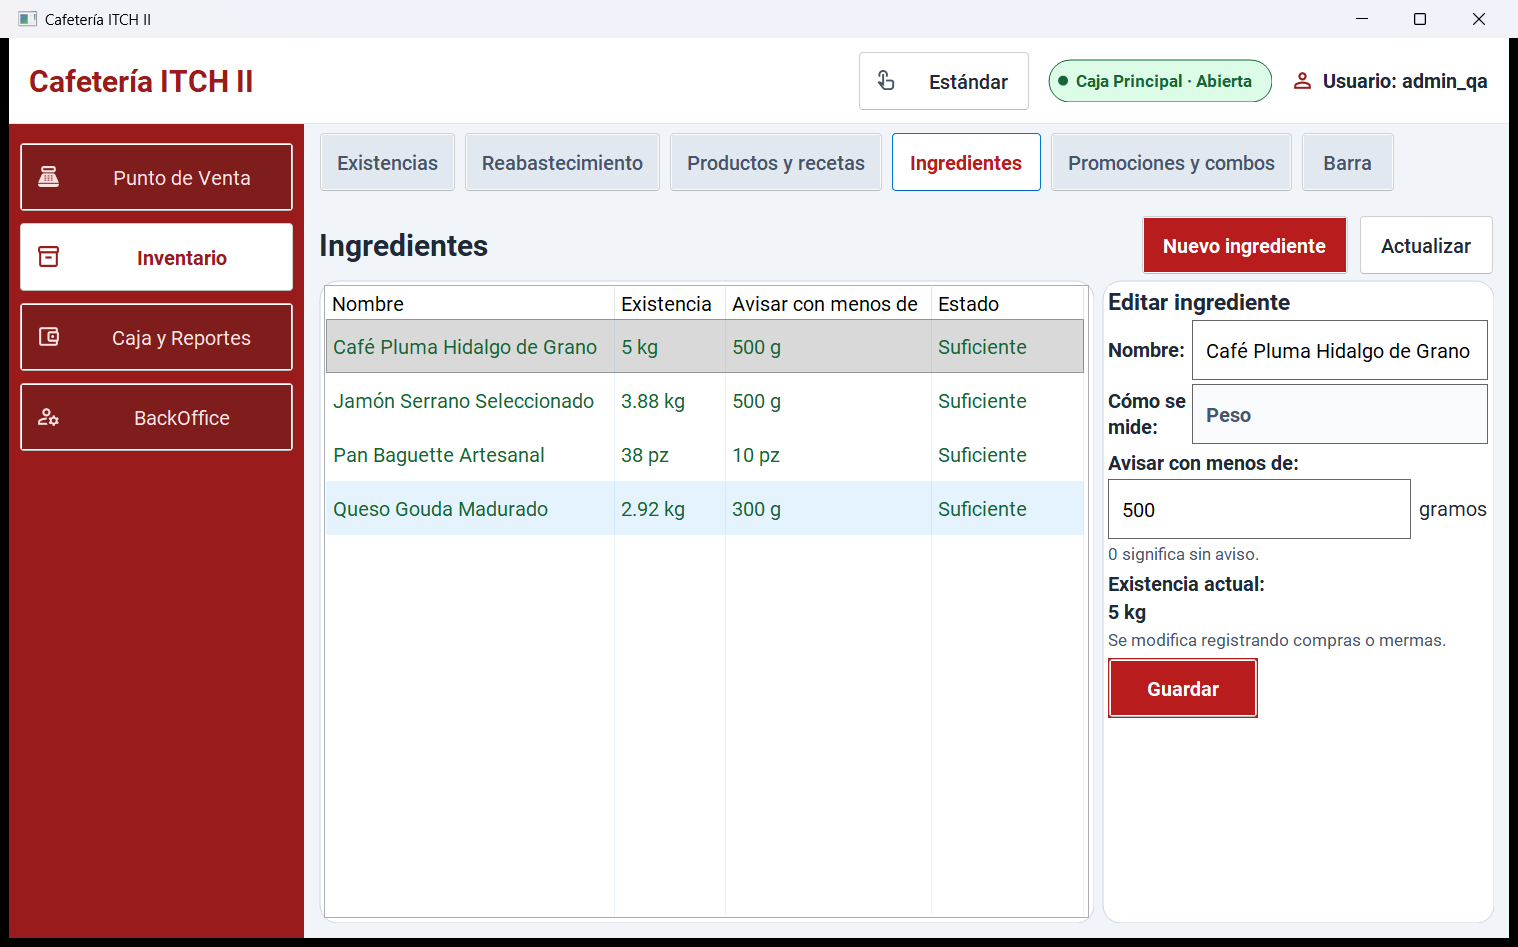 Cafetería ITCH II
Cafetería ITCH II
Estándar
Caja Principal · Abierta
Usuario: admin_qa
Punto de Venta
Inventario
Caja y Reportes
BackOffice
Existencias
Reabastecimiento
Productos y recetas
Ingredientes
Promociones y combos
Barra
Ingredientes
Nuevo ingrediente
Actualizar
Nombre Existencia Avisar con menos de Estado
Café Pluma Hidalgo de Grano 5 kg 500 g Suficiente
Jamón Serrano Seleccionado 3.88 kg 500 g Suficiente
Pan Baguette Artesanal 38 pz 10 pz Suficiente
Queso Gouda Madurado 2.92 kg 300 g Suficiente
Editar ingrediente
Nombre: Café Pluma Hidalgo de Grano
Cómo se
mide:
Peso
Avisar con menos de:
500 gramos
0 significa sin aviso.
Existencia actual:
5 kg
Se modifica registrando compras o mermas.
Guardar